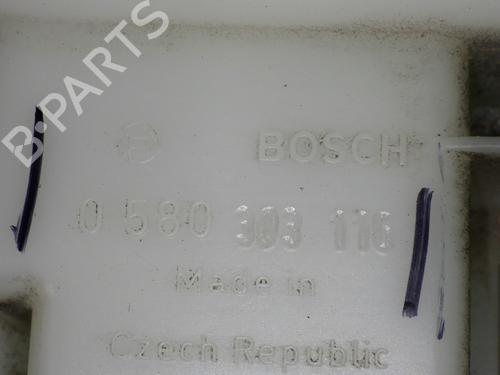 B-PARTS
BOSCH
0 580 303 116
Made in
Czech Republic